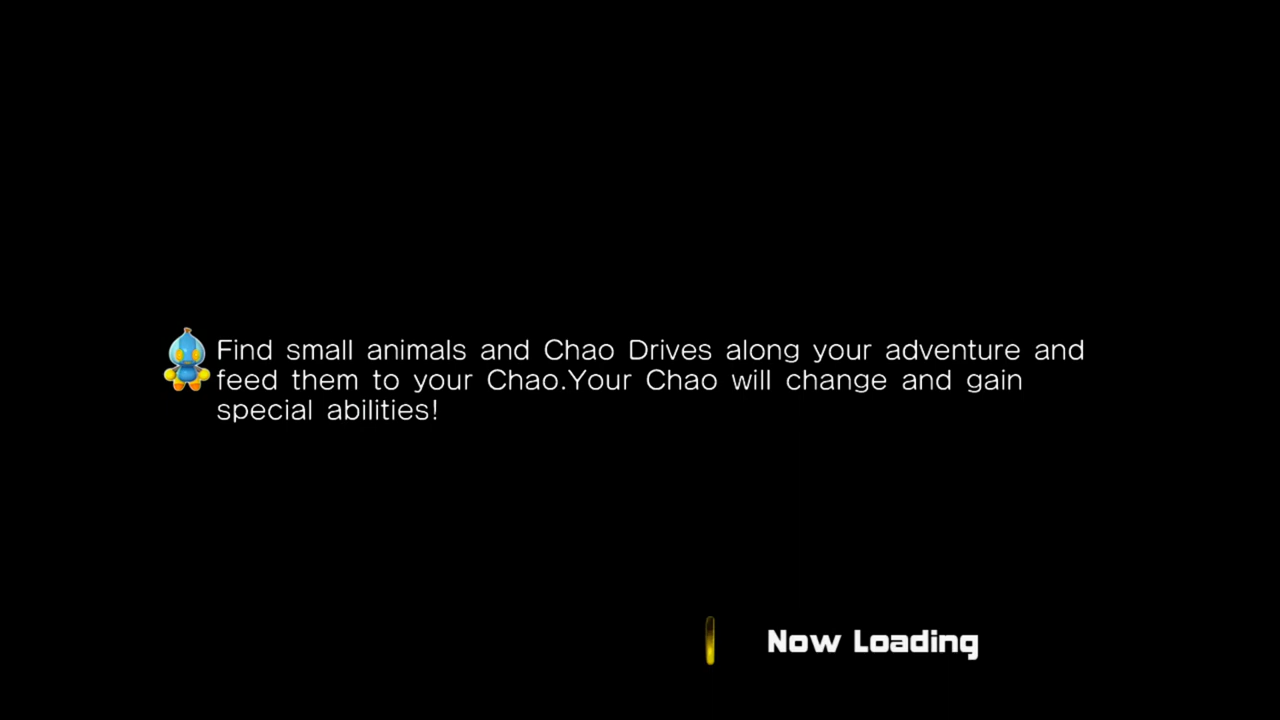 Find small animals and Chao Drives along your adventure and
feed them to your Chao.Your Chao will change and gain
special abilities!
Now Loading